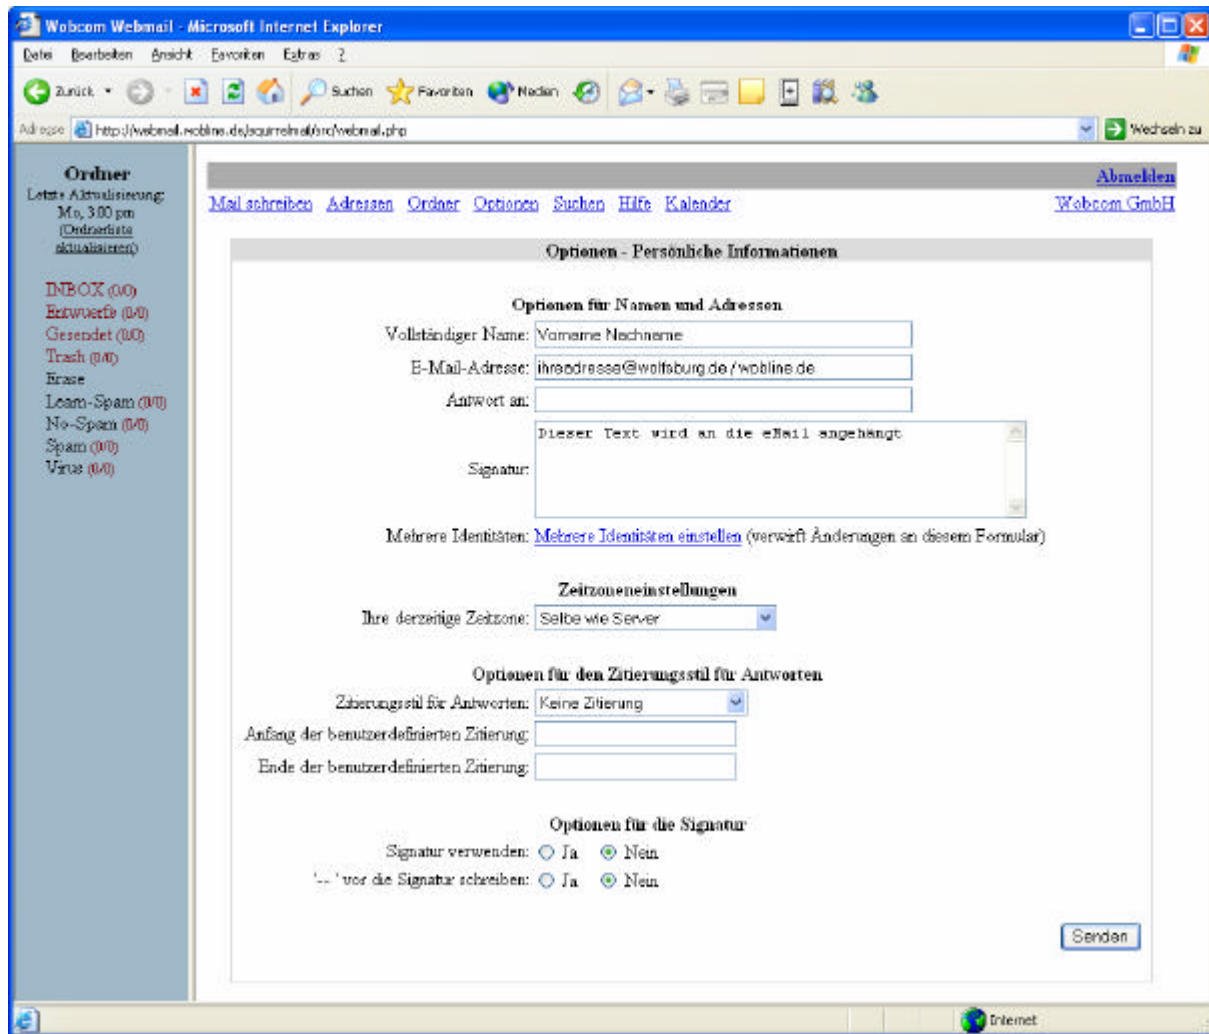 Wobcom Webmail - Microsoft Internet Explorer
Datei Bearbeiten Ansicht Favoriten Extras ?
Zurück Suchen Favoriten Medien
Adresse http://webmail.wobline.de/squirrelmail/src/webmail.php Wechseln zu
Ordner
Letzte Aktualisierung:
Mo, 3:00 pm
(Ordnerliste
aktualisieren)
INBOX (0/0)
Entwuerfe (0/0)
Gesendet (0/0)
Trash (0/0)
Erase
Learn-Spam (0/0)
No-Spam (0/0)
Spam (0/0)
Virus (0/0)
Abmelden
Mail schreiben Adressen Ordner Optionen Suchen Hilfe Kalender Wobcom GmbH
Optionen - Persönliche Informationen
Optionen für Namen und Adressen
Vollständiger Name: Vorname Nachname
E-Mail-Adresse: ihreadresse@wolfsburg.de / wobline.de
Antwort an:
Signatur: Dieser Text wird an die eMail angehängt
Mehrere Identitäten: Mehrere Identitäten einstellen (verwirft Änderungen an diesem Formular)
Zeitzoneneinstellungen
Ihre derzeitige Zeitzone: Selbe wie Server
Optionen für den Zitierungsstil für Antworten
Zitierungsstil für Antworten: Keine Zitierung
Anfang der benutzerdefinierten Zitierung:
Ende der benutzerdefinierten Zitierung:
Optionen für die Signatur
Signatur verwenden: Ja Nein
'-- ' vor die Signatur schreiben: Ja Nein
Senden
Internet